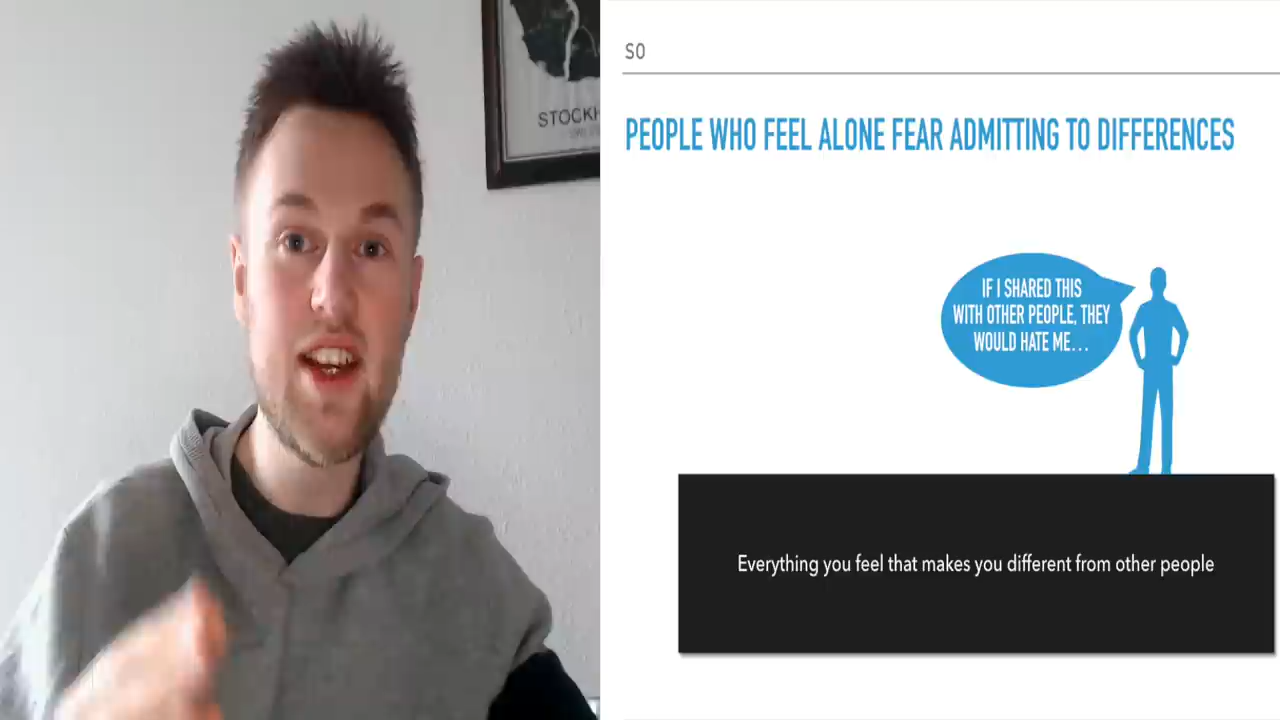 STOCKH
SO
PEOPLE WHO FEEL ALONE FEAR ADMITTING TO DIFFERENCES
IF I SHARED THIS
WITH OTHER PEOPLE, THEY
WOULD HATE ME...
Everything you feel that makes you different from other people